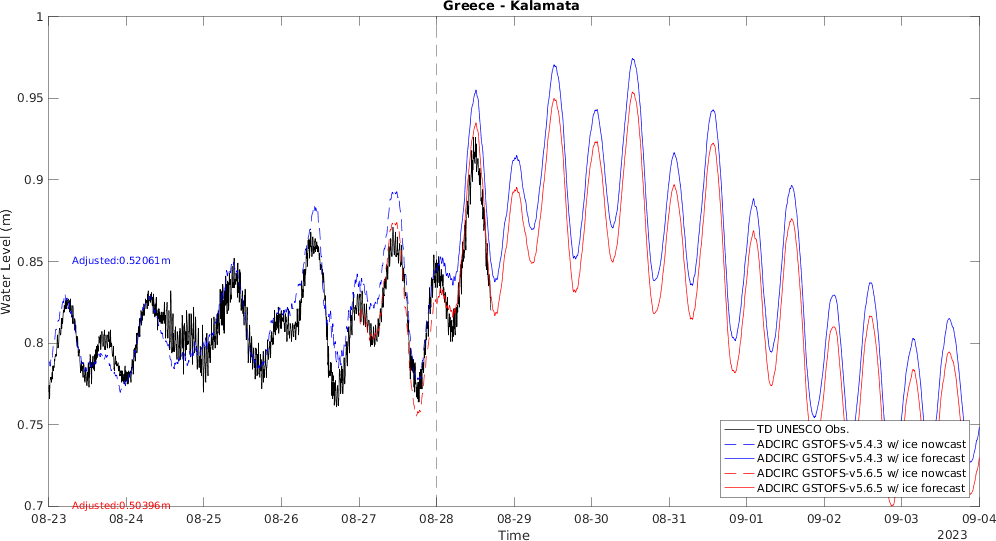 Greece - Kalamata
1
0.95
0.9
0.85
0.8
0.75
0.7
Water Level (m)
Adjusted:0.52061m
Adjusted:0.50396m
TD UNESCO Obs.
ADCIRC GSTOFS-v5.4.3 w/ ice nowcast
ADCIRC GSTOFS-v5.4.3 w/ ice forecast
ADCIRC GSTOFS-v5.6.5 w/ ice nowcast
ADCIRC GSTOFS-v5.6.5 w/ ice forecast
08-23 08-24 08-25 08-26 08-27 08-28 08-29 08-30 08-31 09-01 09-02 09-03 09-04
Time
2023